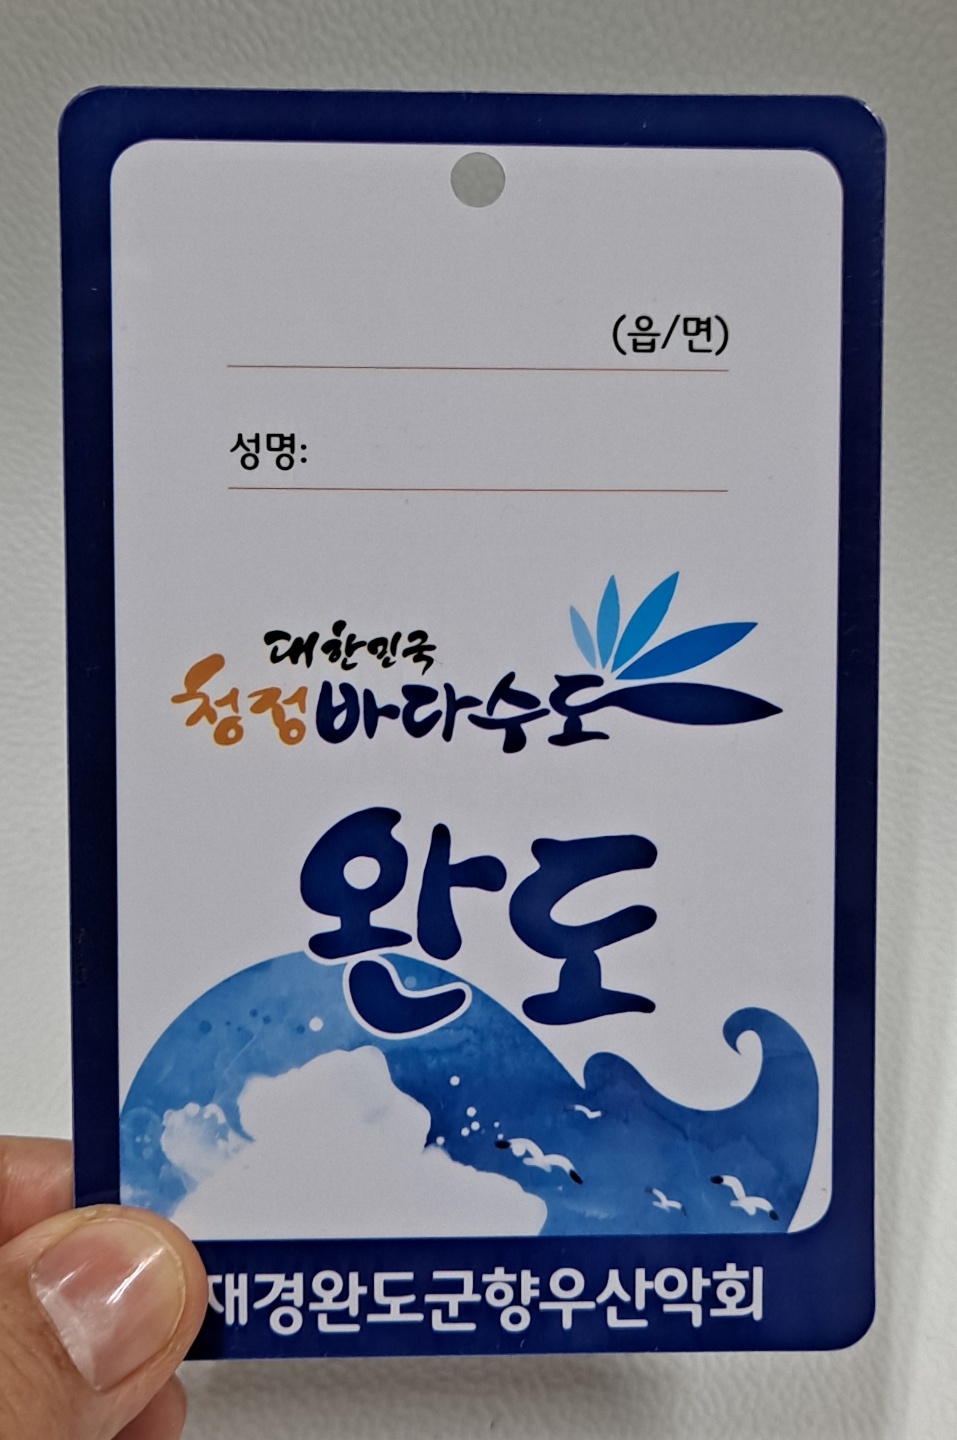 (읍/면)
성명:
대한민국
청정바다수도
완도
재경완도군향우산악회